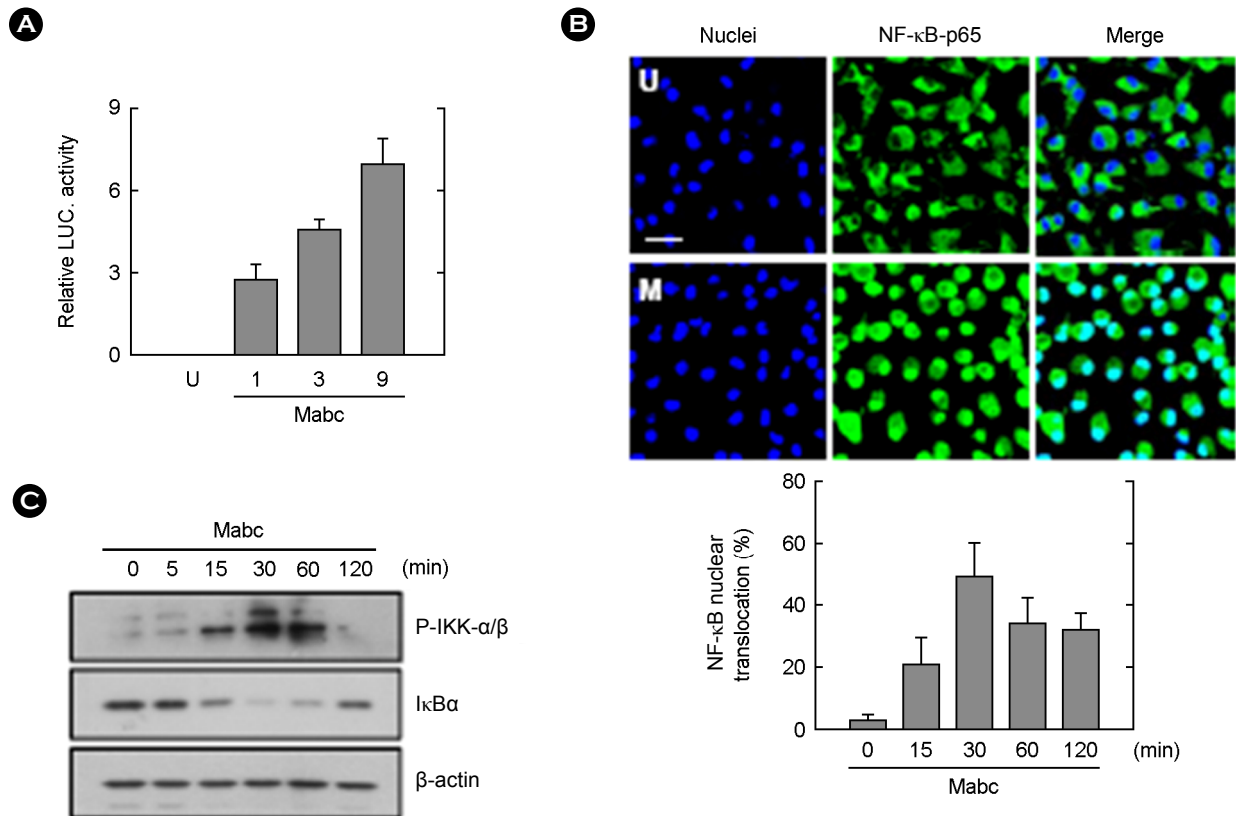 A
Relative LUC. activity
9
6
3
0
U 1 3 9
Mabc
B
Nuclei NF-κB-p65 Merge
U
M
NF-κB nuclear
translocation (%)
80
60
40
20
0
0 15 30 60 120 (min)
Mabc
C
Mabc
0 5 15 30 60 120 (min)
P-IKK-α/β
IκBα
β-actin